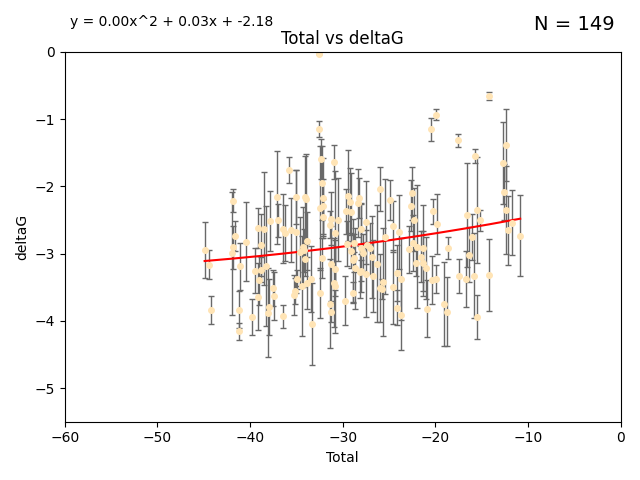 y = 0.00x^2 + 0.03x + -2.18
N = 149
Total vs deltaG
0
−1
−2
−3
−4
−5
deltaG
−60 −50 −40 −30 −20 −10 0
Total